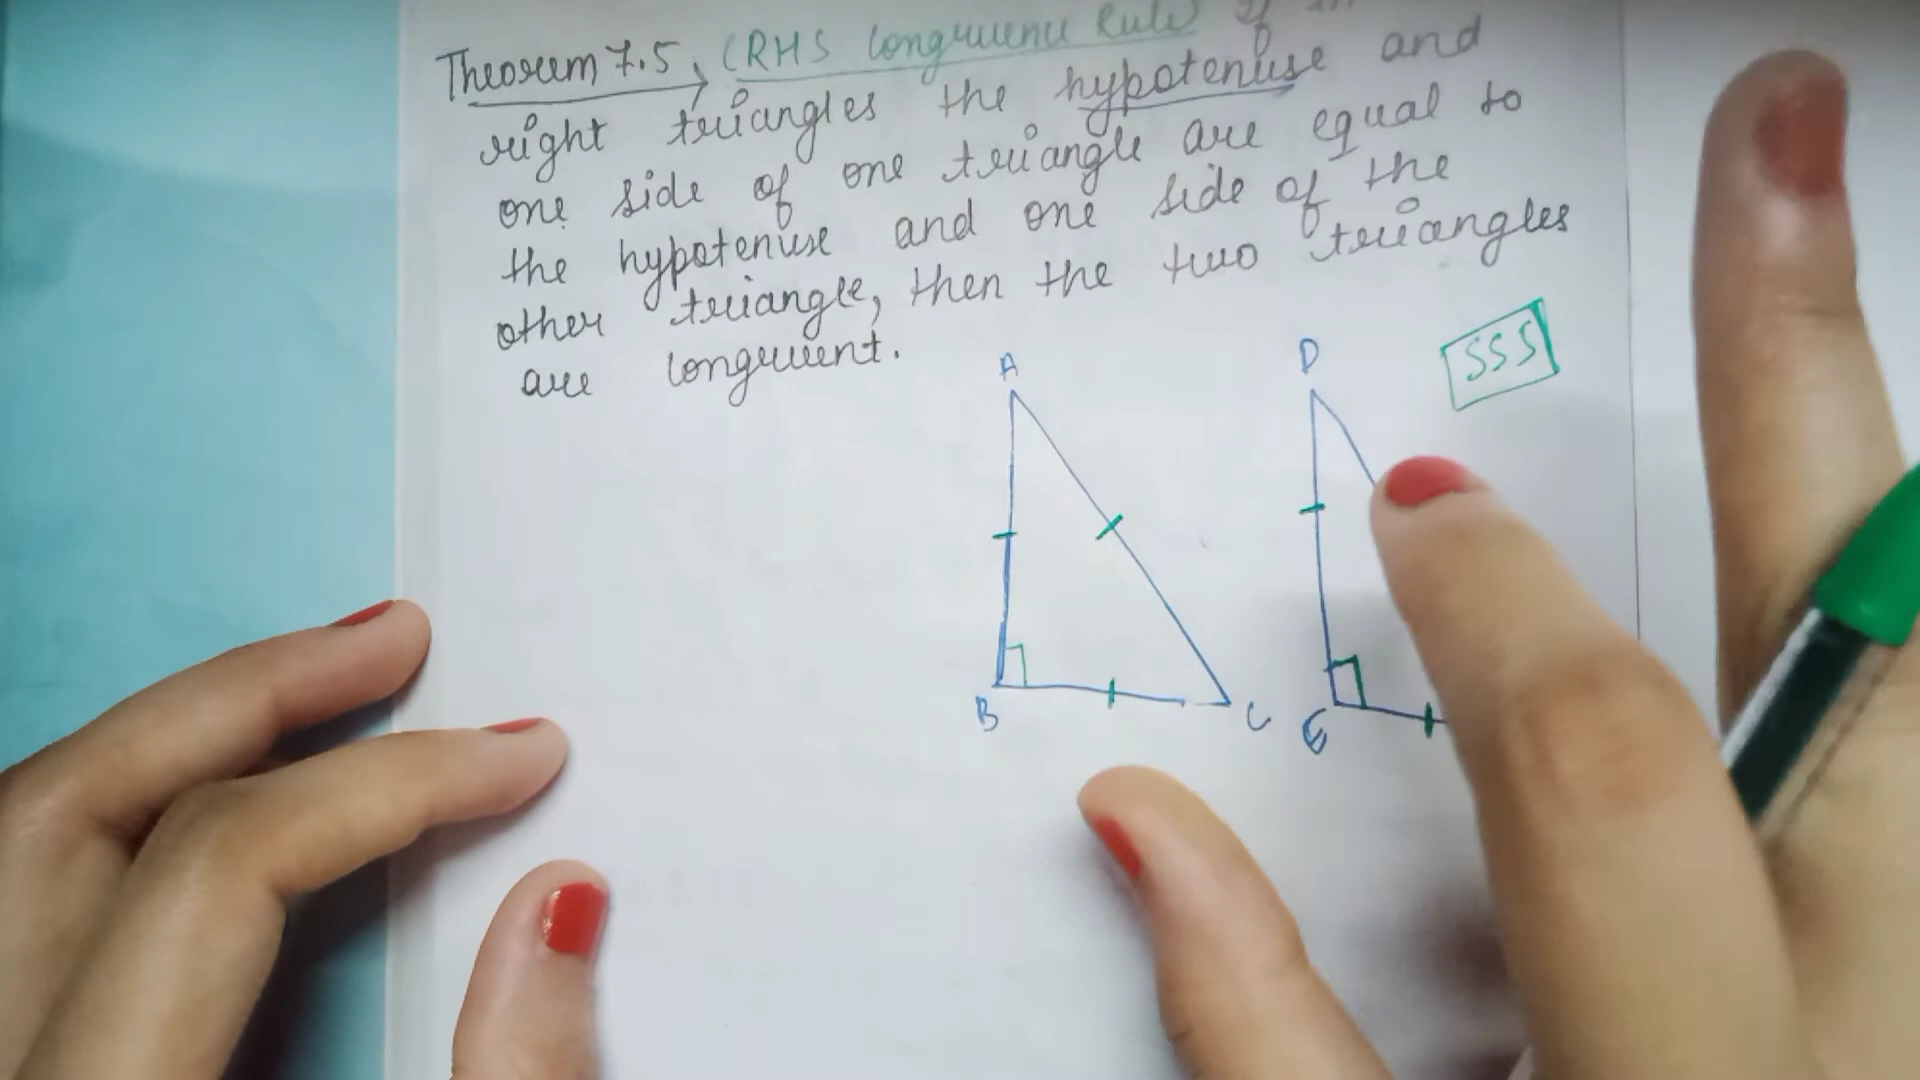 Theorem 7.5, (RHS Congruence Rule) If in
right triangles the hypotenuse and
one side of one triangle are equal to
the hypotenuse and one side of the
other triangle, then the two triangles
are congruent.
SSS
A
D
B
C
E